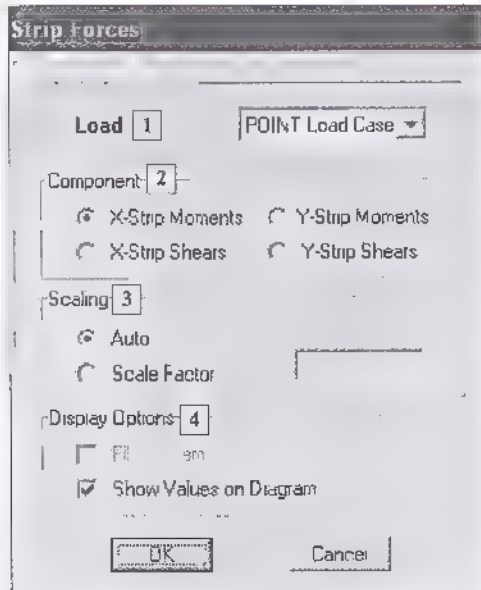 Strip Forces
Load 1 POINT Load Case
Component 2
X-Strip Moments Y-Strip Moments
X-Strip Shears Y-Strip Shears
Scaling 3
Auto
Scale Factor
Display Options 4
Show Values on Diagram
OK Cancel